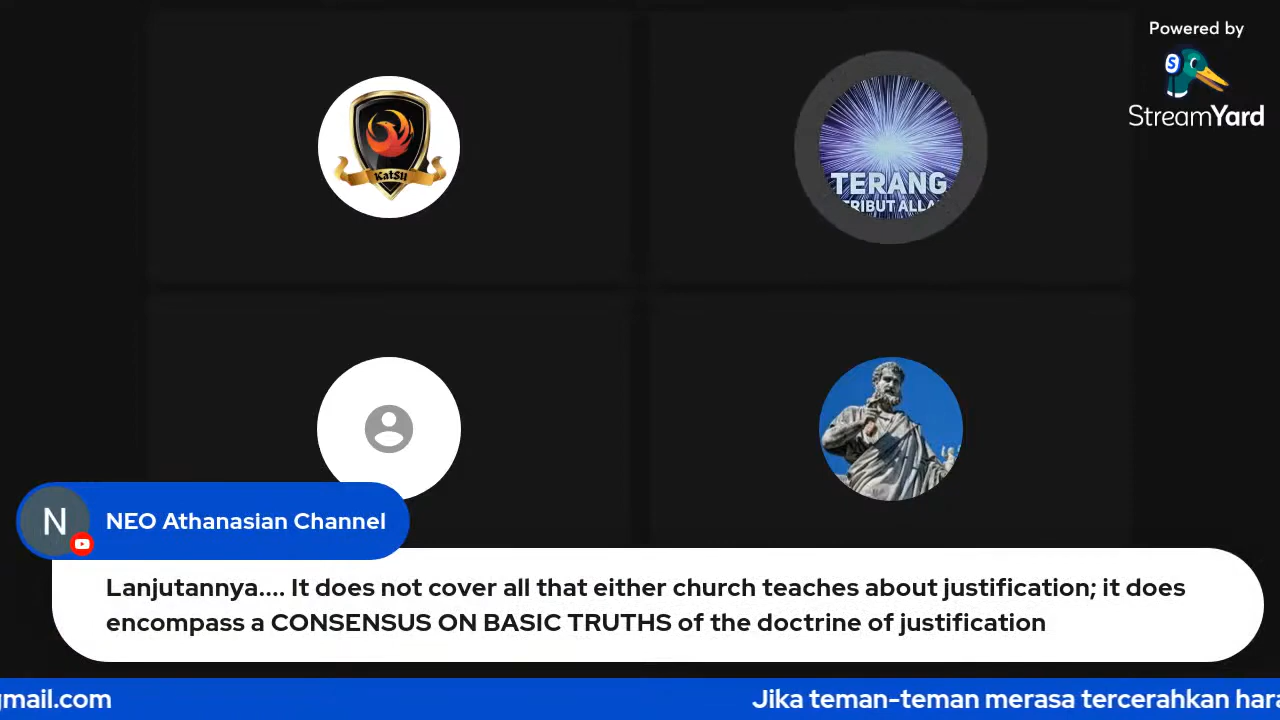 Powered by
StreamYard
KatSU
TERANG
NEO Athanasian Channel
Lanjutannya.... It does not cover all that either church teaches about justification; it does
encompass a CONSENSUS ON BASIC TRUTHS of the doctrine of justification
gmail.com
Jika teman-teman merasa tercerahkan hara